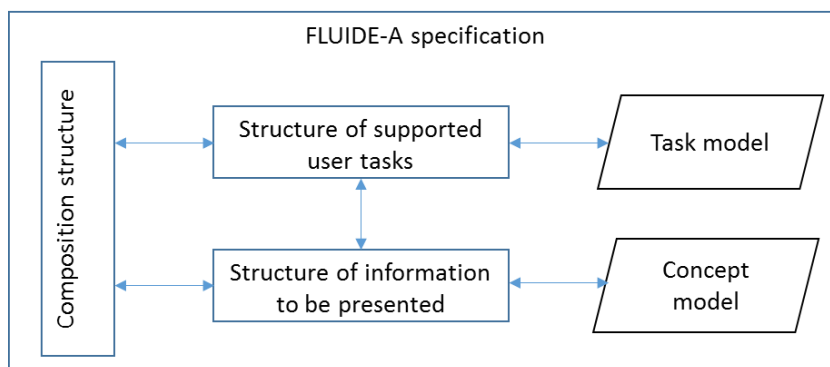 FLUIDE-A specification
Composition structure
Structure of supported
user tasks
Task model
Structure of information
to be presented
Concept
model